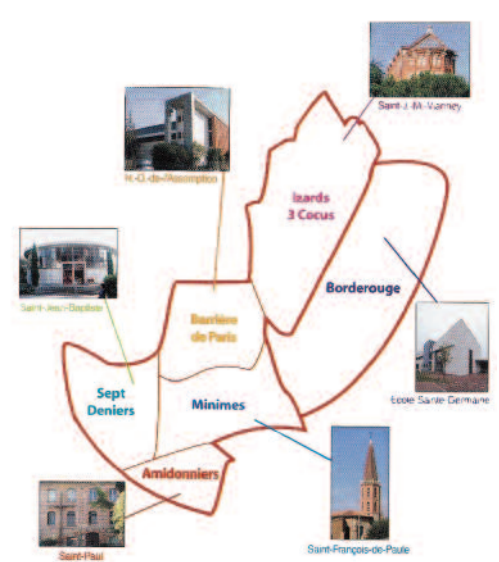 Saint-J.-M.-Vianney
N.-D.-de-l'Assomption
Izards
3 Cocus
Borderouge
Saint-Jean-Baptiste
Barrière
de Paris
Ecole Sainte Germaine
Sept
Deniers
Minimes
Amidonniers
Saint-Paul
Saint-François-de-Paule